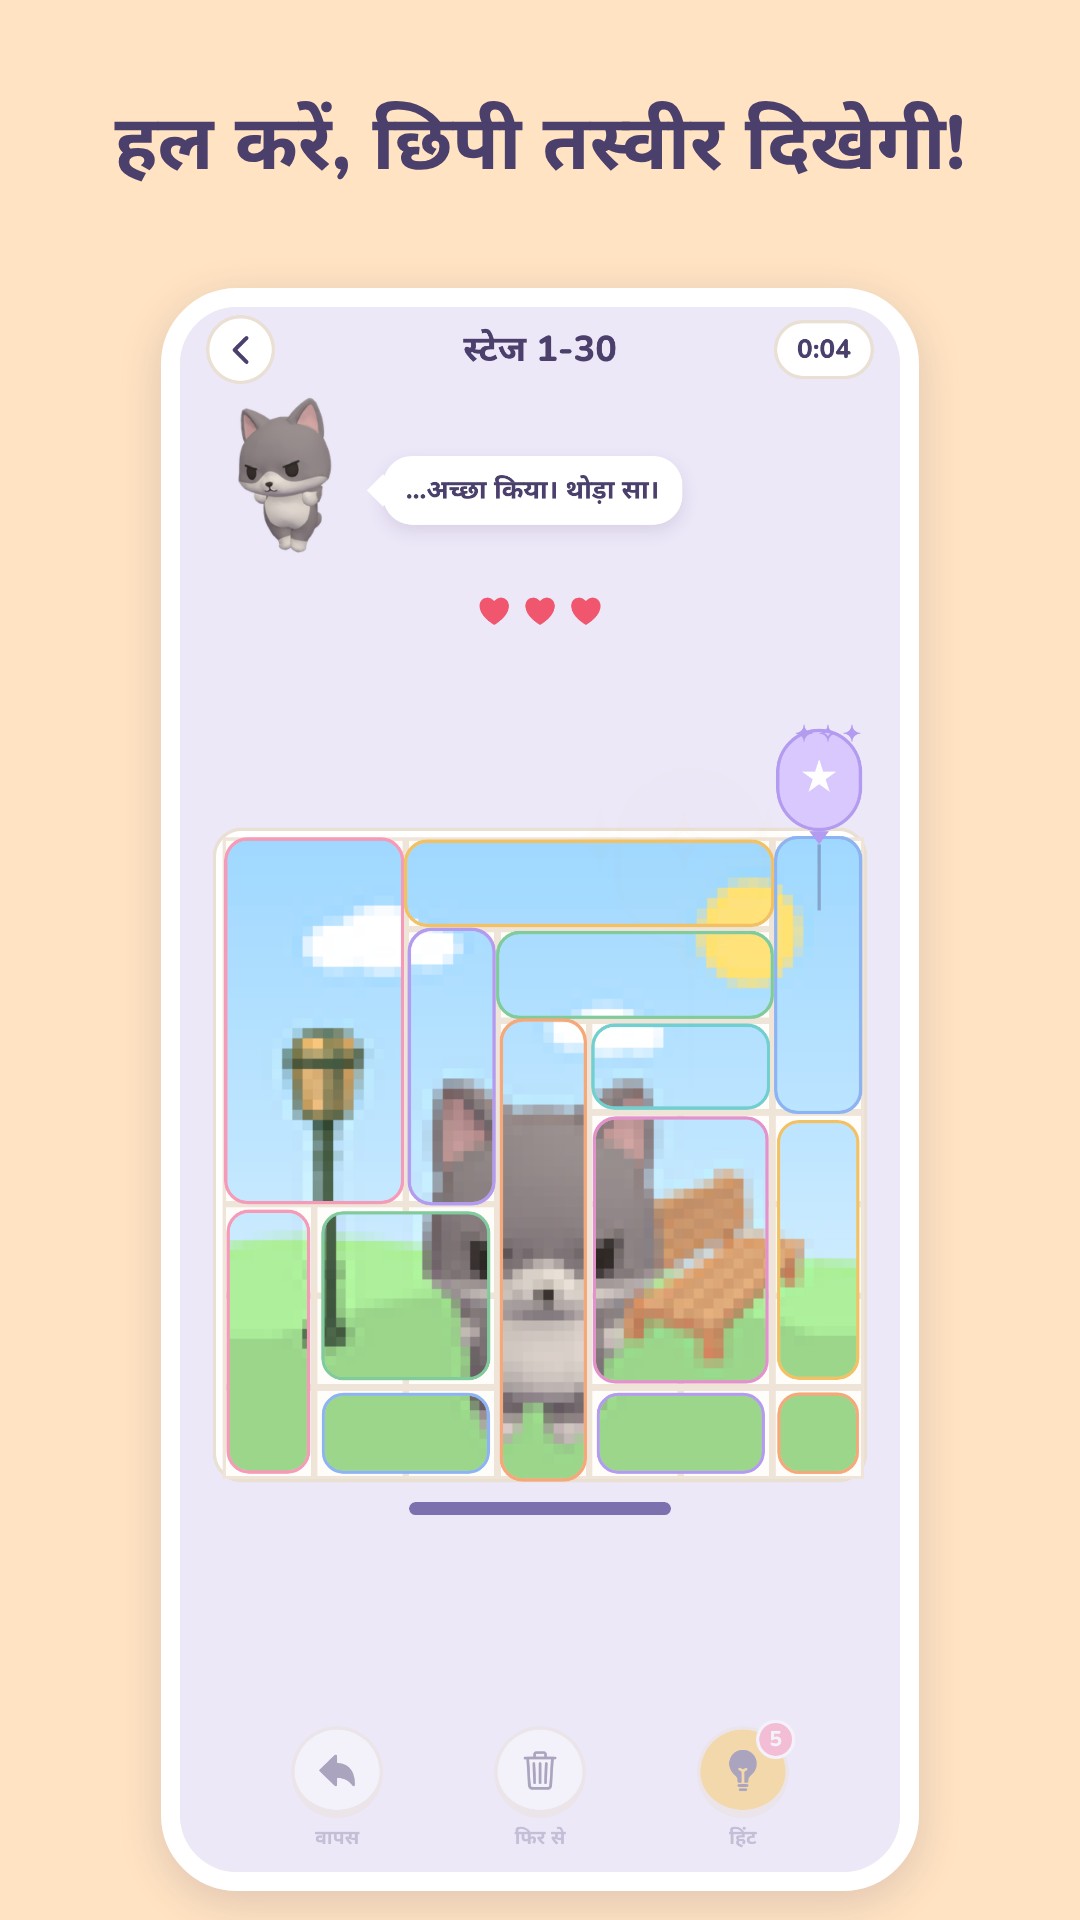 हल करें, छिपी तस्वीर दिखेगी!
स्टेज 1-30
0:04
...अच्छा किया। थोड़ा सा।
5
वापस
फिर से
हिंट